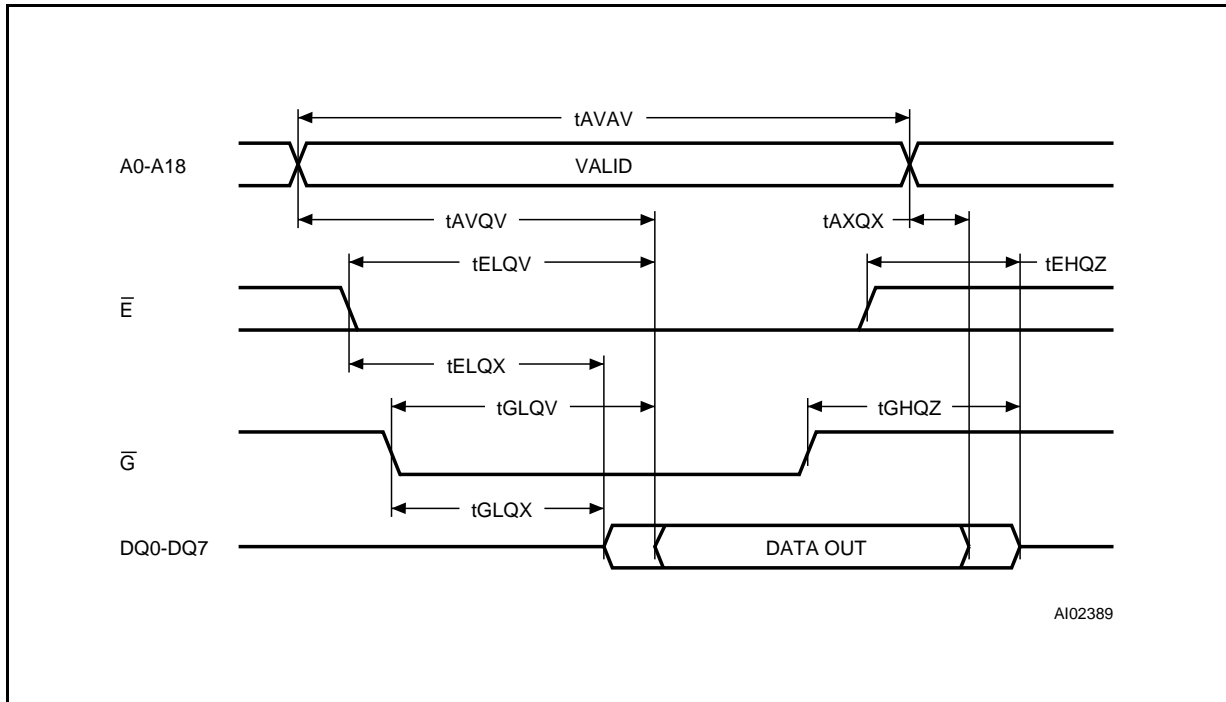 tAVAV
A0-A18
VALID
tAVQV
tAXQX
tELQV
tEHQZ
E̅
tELQX
tGLQV
tGHQZ
G̅
tGLQX
DQ0-DQ7
DATA OUT
AI02389